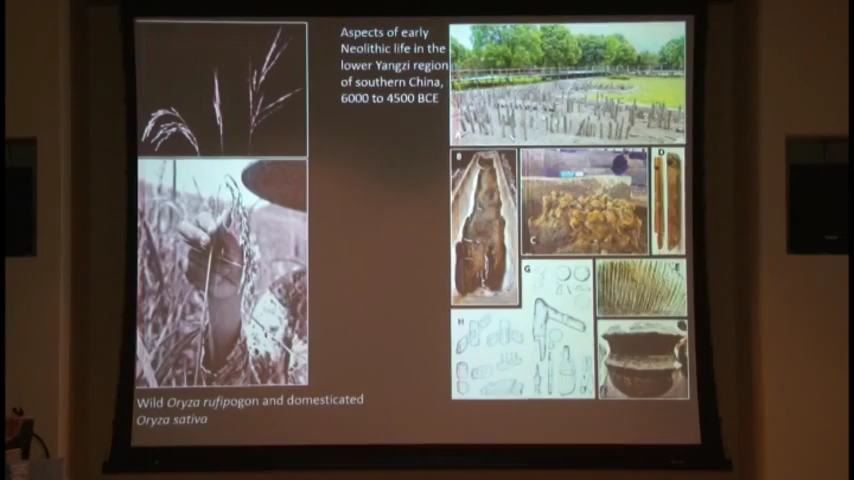 Aspects of early
Neolithic life in the
lower Yangzi region
of southern China,
6000 to 4500 BCE
A
B
C
D
E
G
H
Wild Oryza rufipogon and domesticated
Oryza sativa